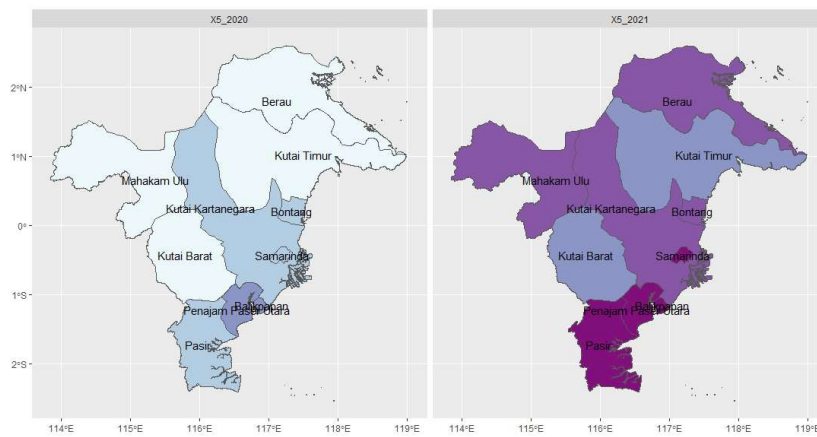 X5_2020 X5_2021
2°N
1°N
0°
1°S
2°S
Berau
Kutai Timur
Mahakam Ulu
Kutai Kartanegara
Bontang
Kutai Barat
Samarinda
Balikpapan
Penajam Paser Utara
Pasir
Berau
Kutai Timur
Mahakam Ulu
Kutai Kartanegara
Bontang
Kutai Barat
Samarinda
Balikpapan
Penajam Paser Utara
Pasir
114°E 115°E 116°E 117°E 118°E 119°E 114°E 115°E 116°E 117°E 118°E 119°E